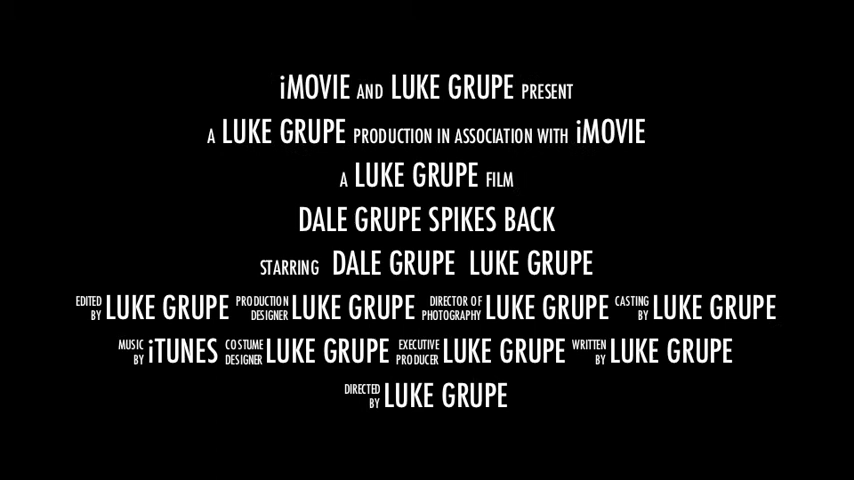 iMOVIE AND LUKE GRUPE PRESENT
A LUKE GRUPE PRODUCTION IN ASSOCIATION WITH iMOVIE
A LUKE GRUPE FILM
DALE GRUPE SPIKES BACK
STARRING DALE GRUPE LUKE GRUPE
EDITED BY LUKE GRUPE PRODUCTION DESIGNER LUKE GRUPE DIRECTOR OF PHOTOGRAPHY LUKE GRUPE CASTING BY LUKE GRUPE
MUSIC BY iTUNES COSTUME DESIGNER LUKE GRUPE EXECUTIVE PRODUCER LUKE GRUPE WRITTEN BY LUKE GRUPE
DIRECTED BY LUKE GRUPE